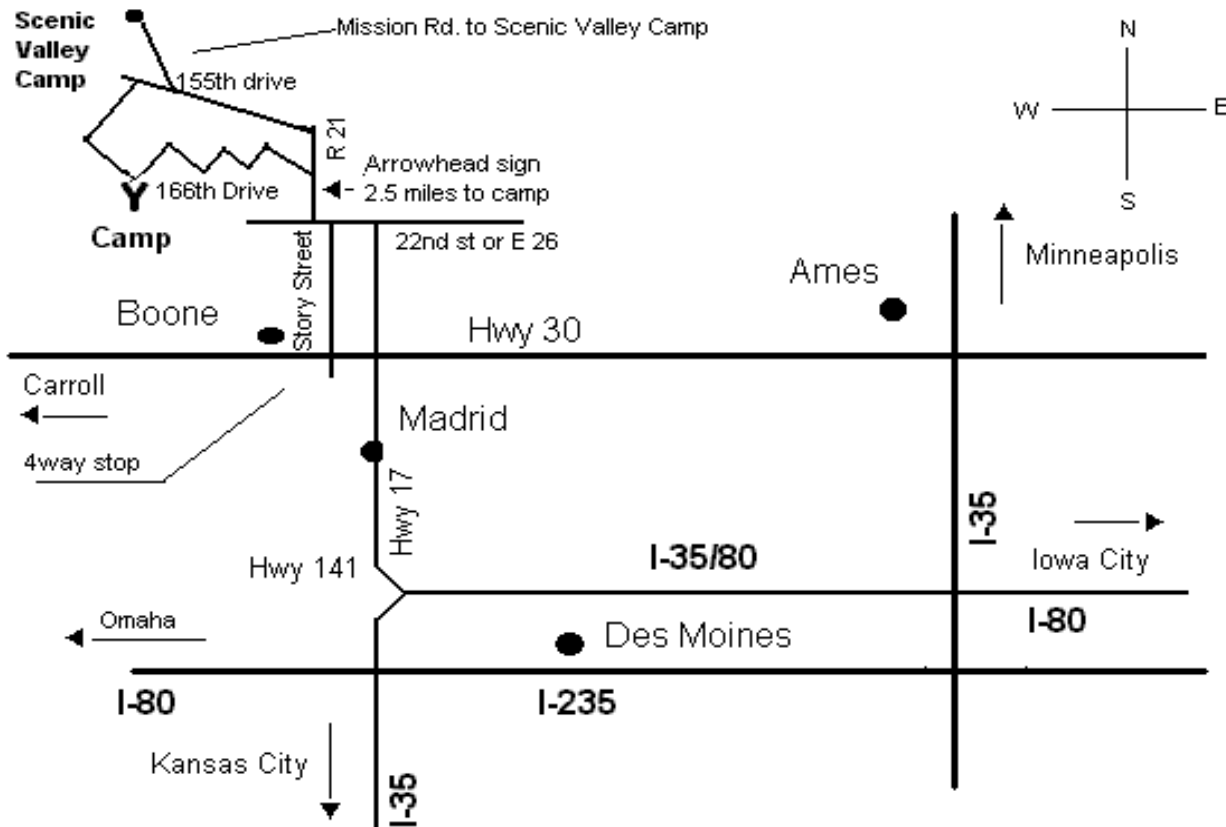 Scenic
Valley
Camp
Mission Rd. to Scenic Valley Camp
N
W
E
S
155th drive
R 21
Arrowhead sign
2.5 miles to camp
Y
166th Drive
Camp
22nd st or E 26
Story Street
Minneapolis
Ames
Boone
Hwy 30
Carroll
Madrid
4way stop
Hwy 17
I-35
Hwy 141
I-35/80
Iowa City
Omaha
I-80
Des Moines
I-80
I-235
Kansas City
I-35